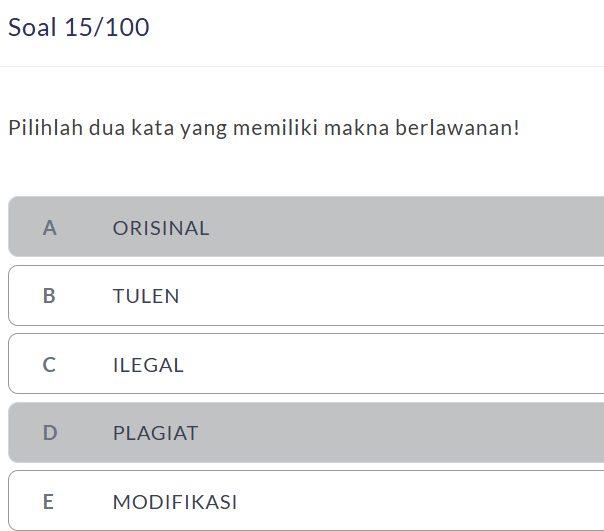 Soal 15/100
Pilihlah dua kata yang memiliki makna berlawanan!
A ORISINAL
B TULEN
C ILEGAL
D PLAGIAT
E MODIFIKASI